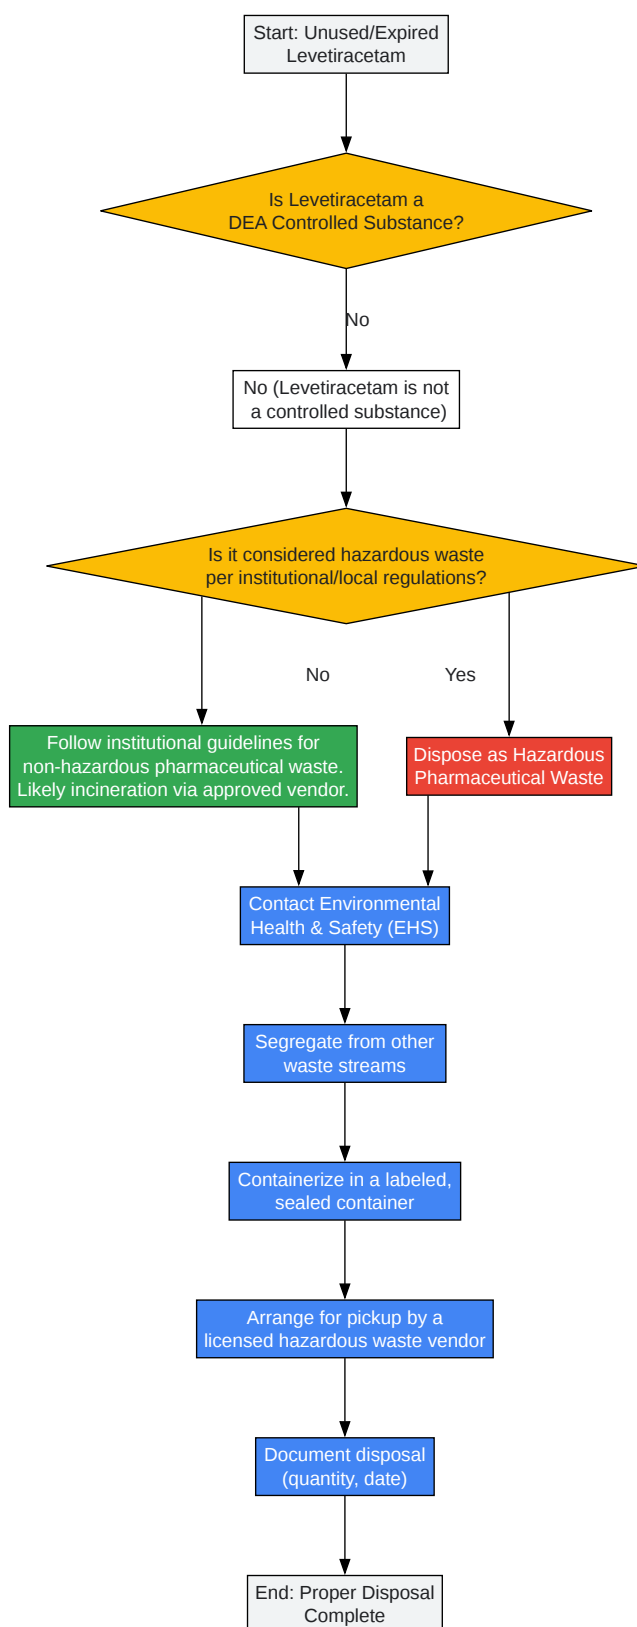 Start: Unused/Expired
Levetiracetam
Is Levetiracetam a
DEA Controlled Substance?
No
No (Levetiracetam is not
a controlled substance)
Is it considered hazardous waste
per institutional/local regulations?
No
Yes
Follow institutional guidelines for
non-hazardous pharmaceutical waste.
Likely incineration via approved vendor.
Dispose as Hazardous
Pharmaceutical Waste
Contact Environmental
Health & Safety (EHS)
Segregate from other
waste streams
Containerize in a labeled,
sealed container
Arrange for pickup by a
licensed hazardous waste vendor
Document disposal
(quantity, date)
End: Proper Disposal
Complete